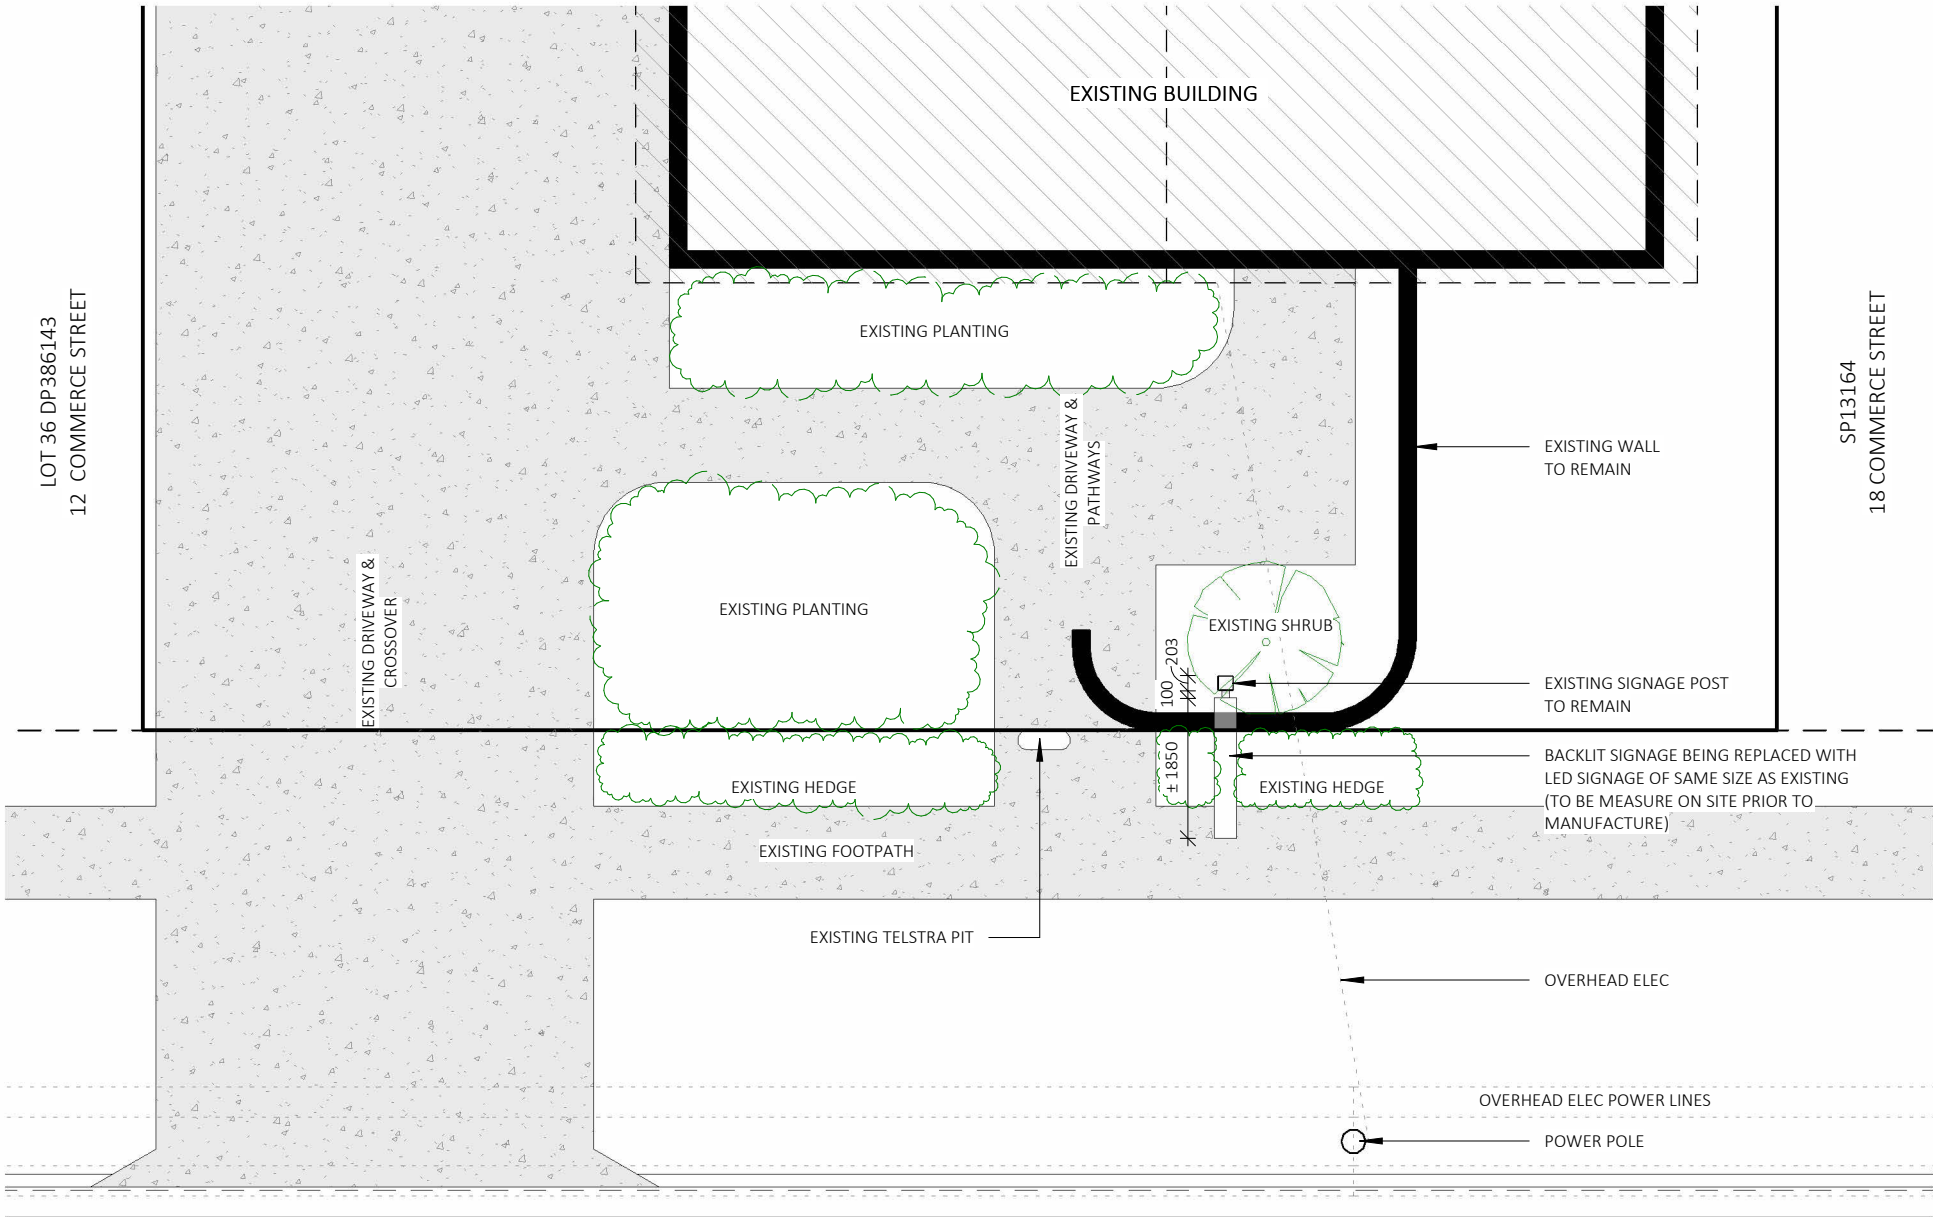 EXISTING BUILDING
LOT 36 DP386143
12 COMMERCE STREET
EXISTING PLANTING
SP13164
18 COMMERCE STREET
EXISTING DRIVEWAY &
PATHWAYS
EXISTING WALL
TO REMAIN
EXISTING DRIVEWAY &
CROSSOVER
EXISTING PLANTING
EXISTING SHRUB
203
100
EXISTING SIGNAGE POST
TO REMAIN
±1850
BACKLIT SIGNAGE BEING REPLACED WITH
LED SIGNAGE OF SAME SIZE AS EXISTING
(TO BE MEASURE ON SITE PRIOR TO
MANUFACTURE)
EXISTING HEDGE
EXISTING HEDGE
EXISTING FOOTPATH
EXISTING TELSTRA PIT
OVERHEAD ELEC
OVERHEAD ELEC POWER LINES
POWER POLE